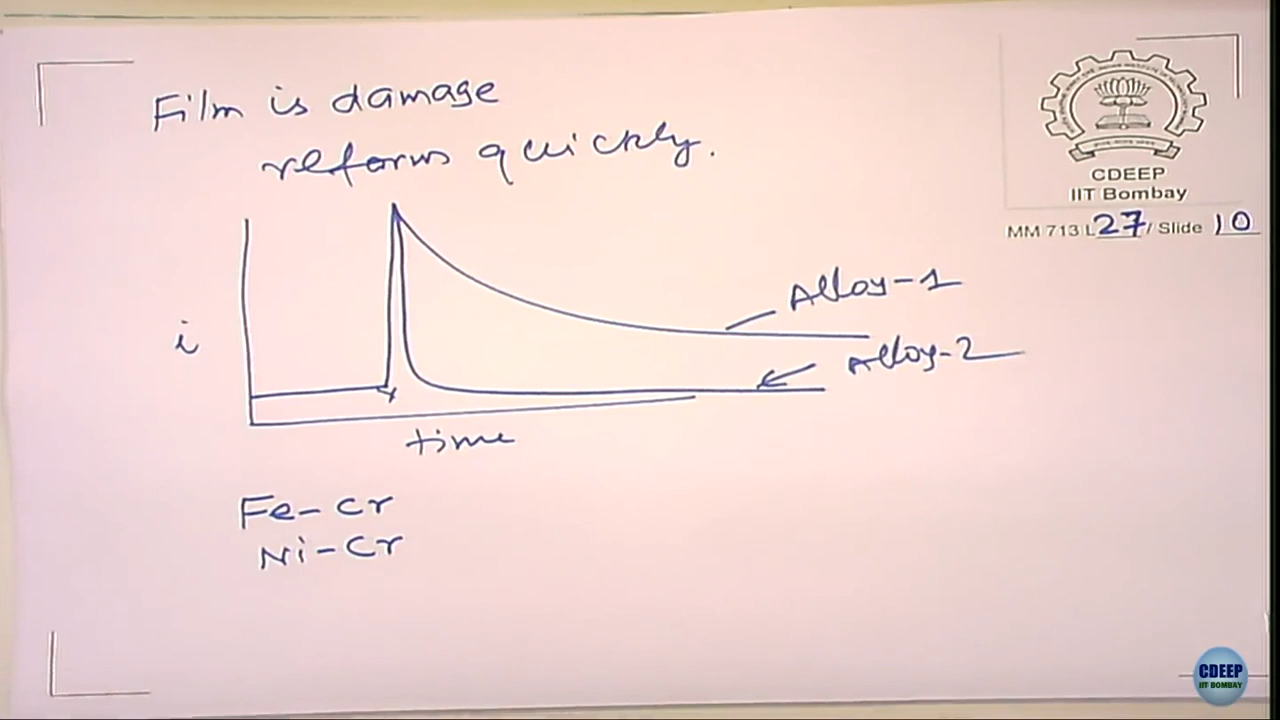 Film is damage
reforms quickly.
CDEEP
IIT Bombay
MM 713 L27/ Slide 10
Alloy-1
i
Alloy-2
time
Fe-Cr
Ni-Cr
CDEEP
IIT BOMBAY